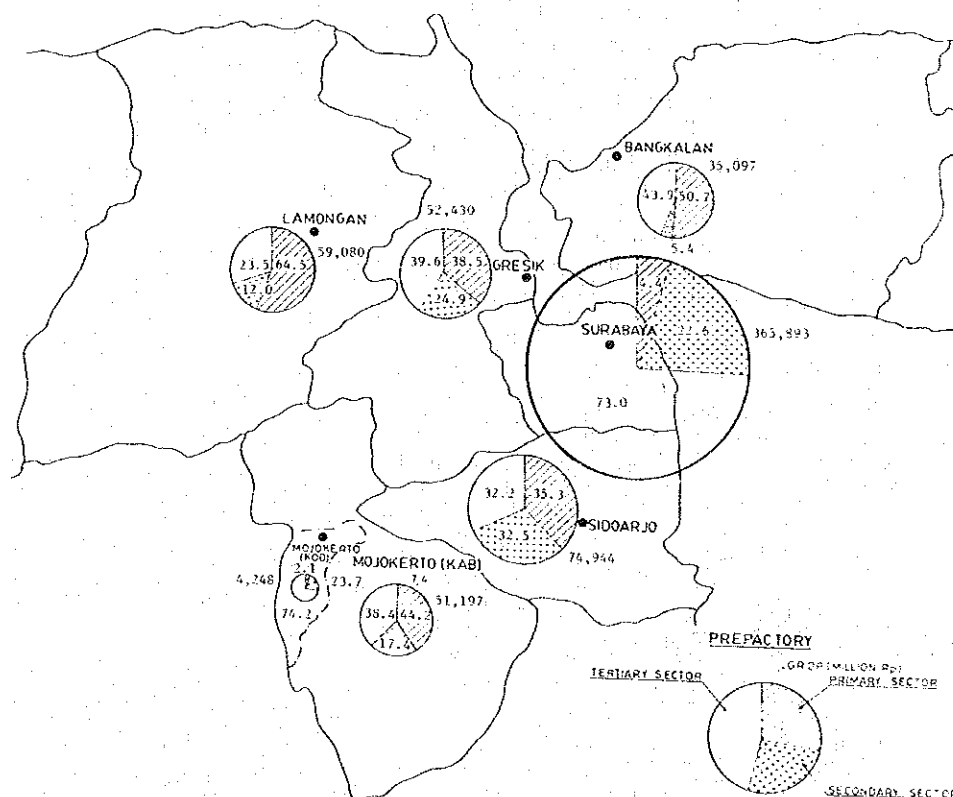 BANGKALAN
35,097
43.9 50.7
5.4
LAMONGAN
59,080
23.5 64.5
12.0
52,430
39.6 38.5
24.9
GRESIK
SURABAYA
22.6
365,893
73.0
32.2 35.3
32.5
SIDOARJO
74,944
MOJOKERTO
2.1
4,248
23.7
74.2
MOJOKERTO (KAB)
7.4
51,197
38.4 44.2
17.4
PREPACTORY
TERTIARY SECTOR
PRIMARY SECTOR
SECONDARY SECTOR